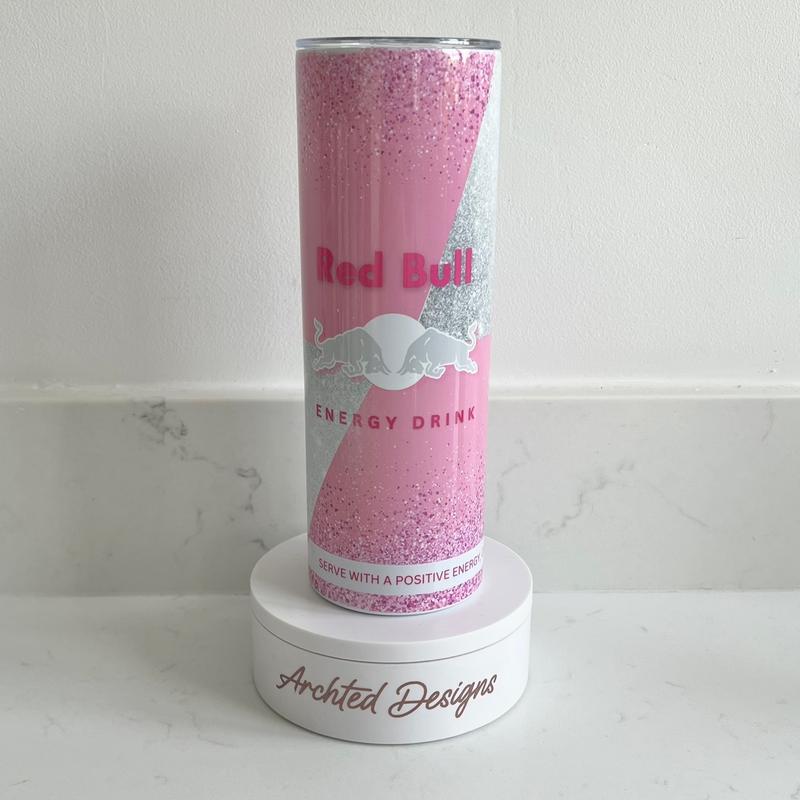 Red Bull
ENERGY DRINK
SERVE WITH A POSITIVE ENERGY
Archted Designs